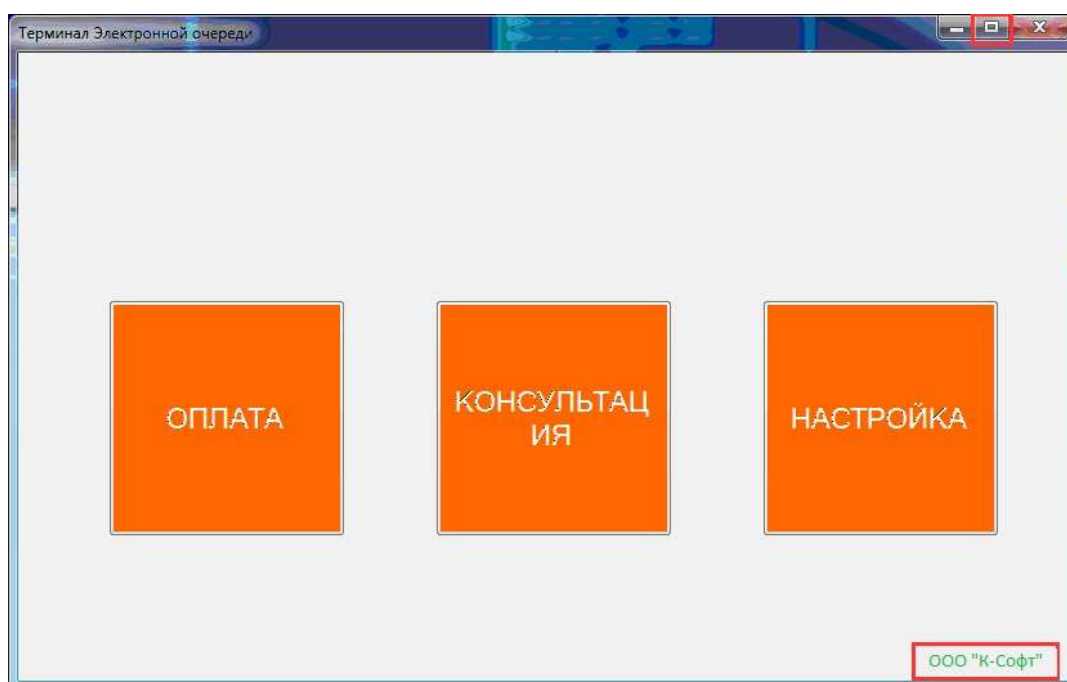 Терминал Электронной очереди
ОПЛАТА
КОНСУЛЬТАЦ
ИЯ
НАСТРОЙКА
ООО "К-Софт"